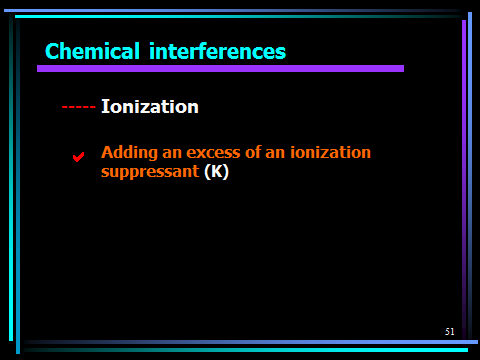 Chemical interferences
----- Ionization
Adding an excess of an ionization
suppressant (K)
51